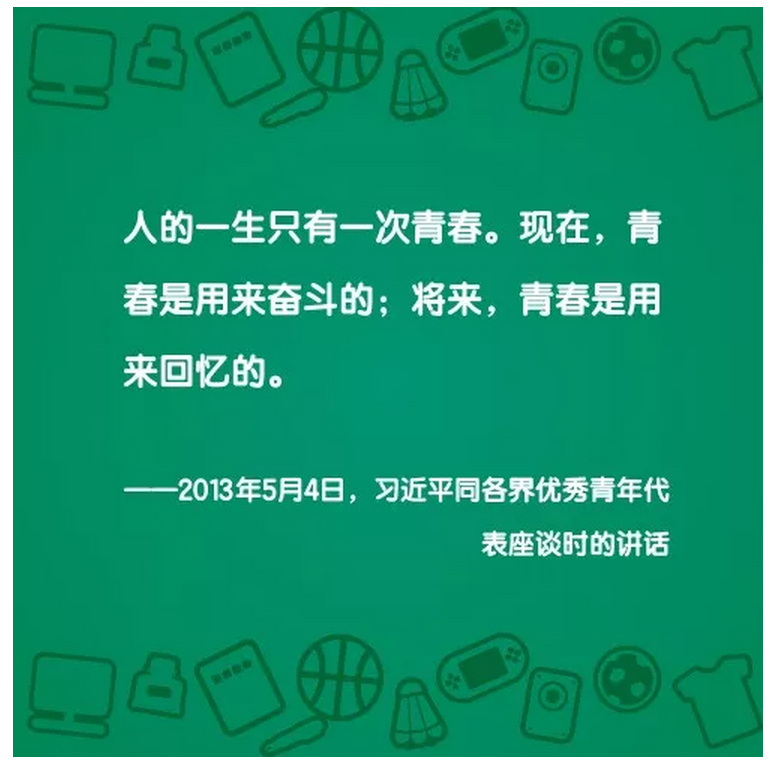 人的一生只有一次青春。现在，青
春是用来奋斗的；将来，青春是用
来回忆的。
——2013年5月4日，习近平同各界优秀青年代
表座谈时的讲话